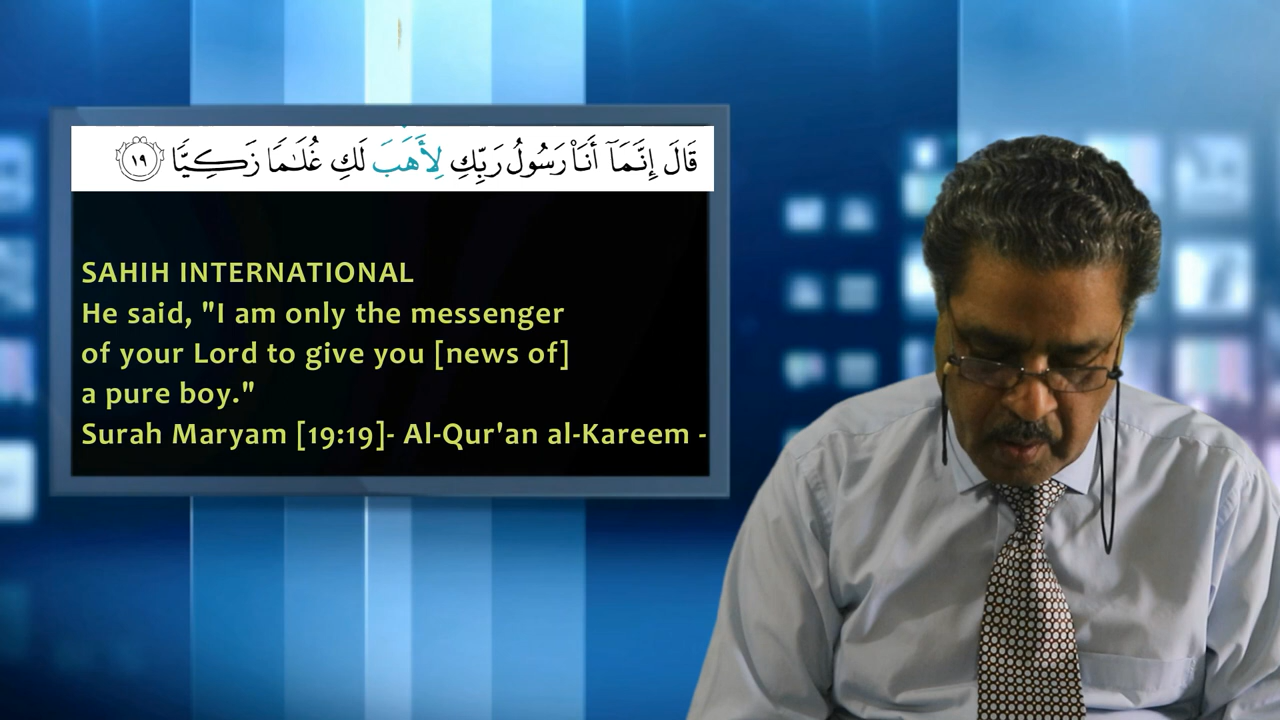 قَالَ إِنَّمَآ أَنَا۠ رَسُولُ رَبِّكِ لِأَهَبَ لَكِ غُلَـٰمًا زَكِيًّا ١٩
SAHIH INTERNATIONAL
He said, "I am only the messenger
of your Lord to give you [news of]
a pure boy."
Surah Maryam [19:19]- Al-Qur'an al-Kareem -